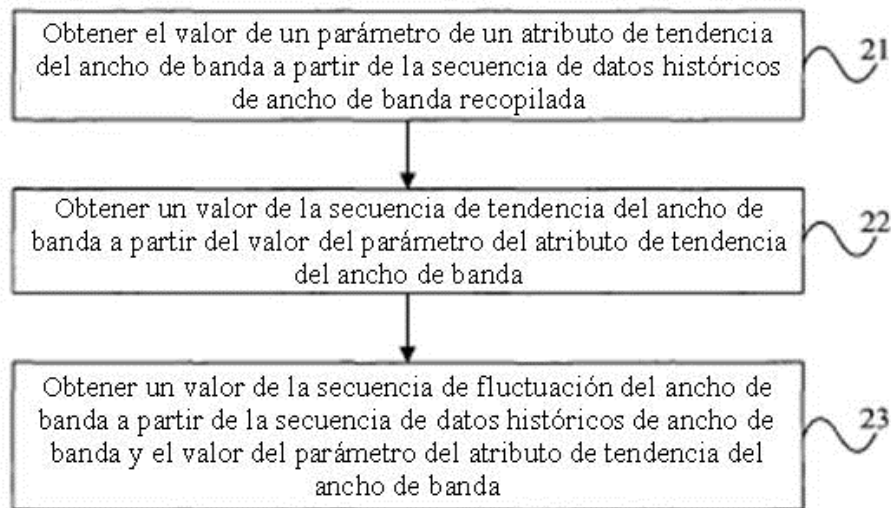 Obtener el valor de un parámetro de un atributo de tendencia
del ancho de banda a partir de la secuencia de datos históricos
de ancho de banda recopilada
21
Obtener un valor de la secuencia de tendencia del ancho de
banda a partir del valor del parámetro del atributo de tendencia
del ancho de banda
22
Obtener un valor de la secuencia de fluctuación del ancho de
banda a partir de la secuencia de datos históricos de ancho de
banda y el valor del parámetro del atributo de tendencia del
ancho de banda
23